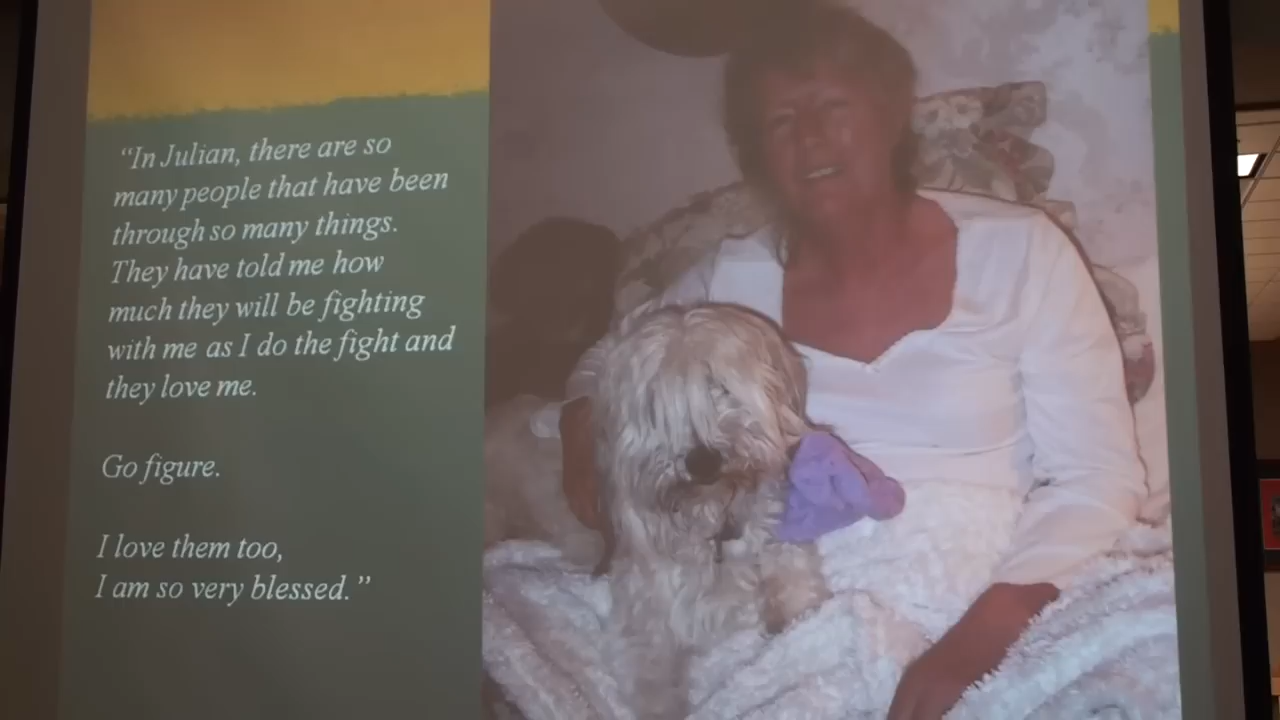 “In Julian, there are so
many people that have been
through so many things.
They have told me how
much they will be fighting
with me as I do the fight and
they love me.
Go figure.
I love them too,
I am so very blessed.”